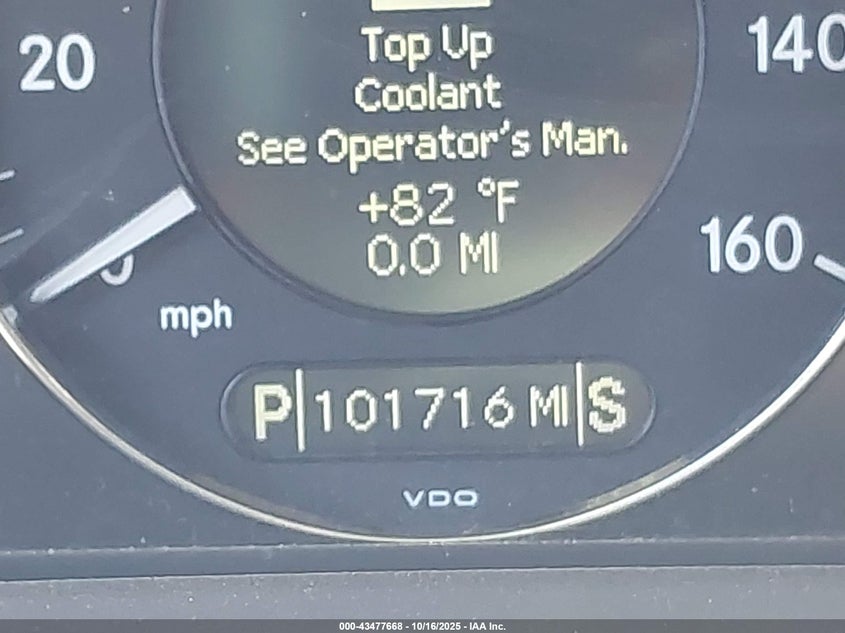 Top Up
Coolant
See Operator's Man.
+82 °F
0.0 MI
20
140
160
0
mph
P 101716 MI S
VDO
000-43477668 - 10/16/2025 - IAA Inc.